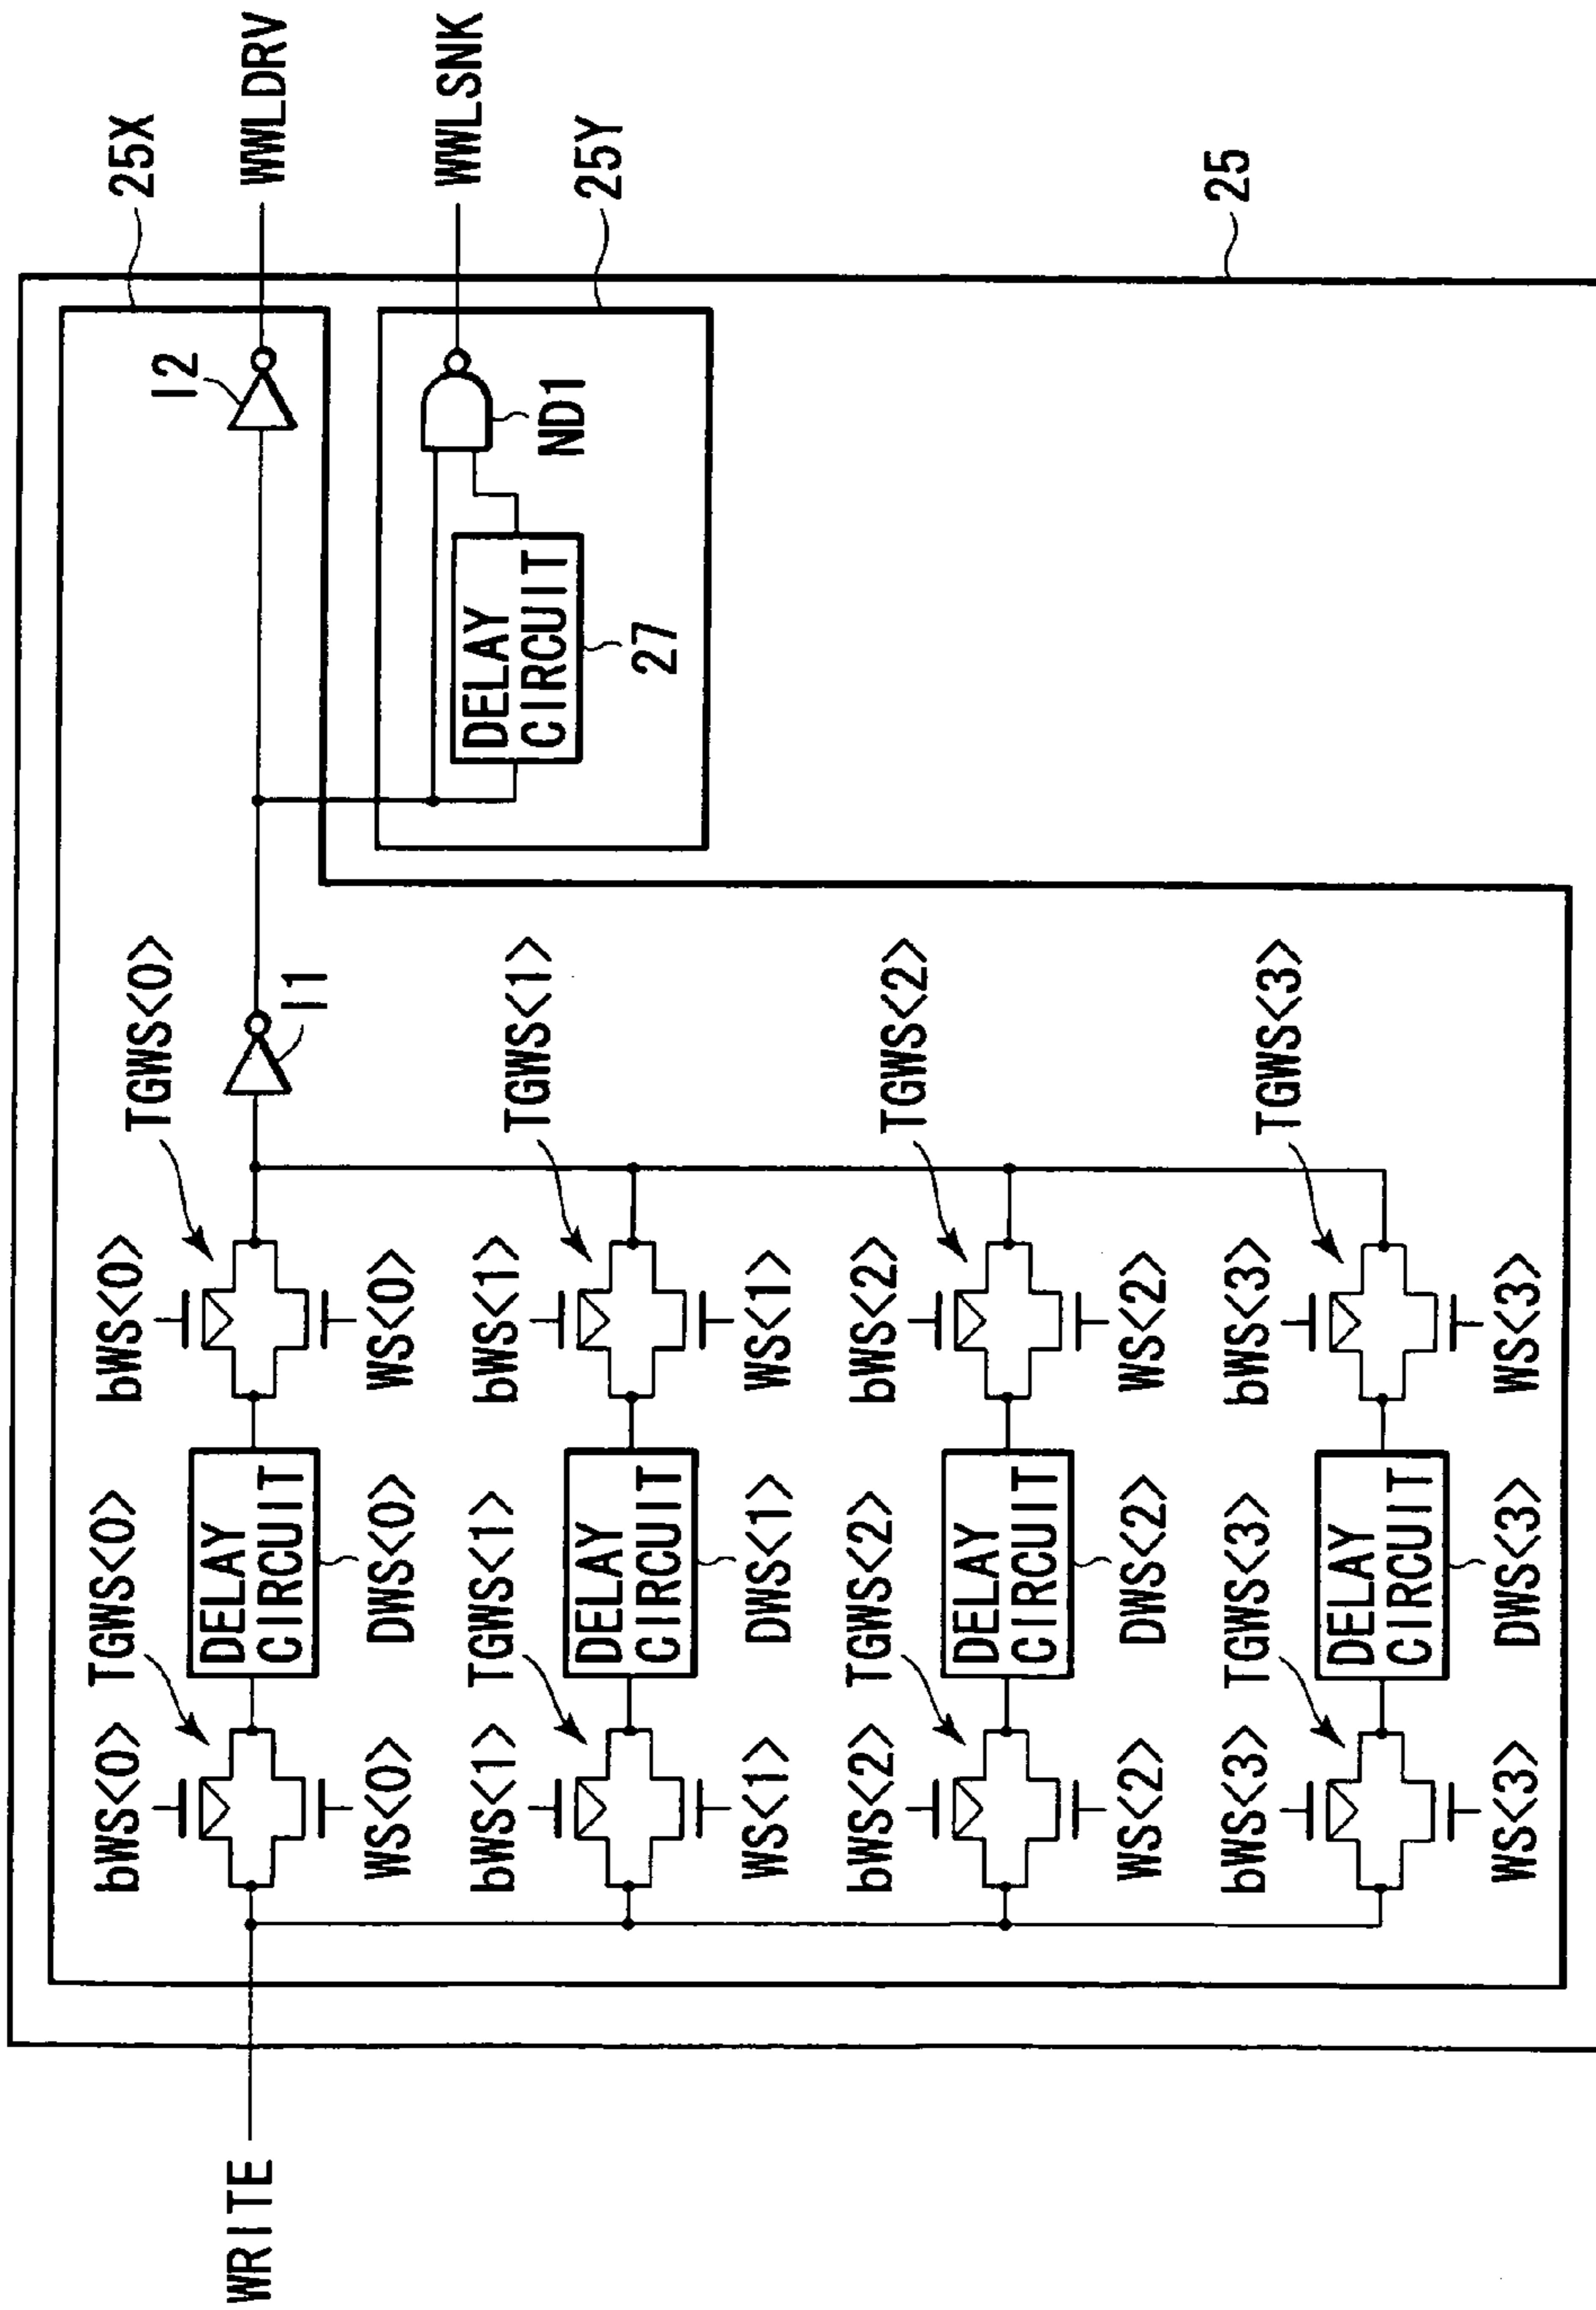 WRITE
bWS<0>
TGWS<0>
bWS<0>
TGWS<0>
I2
25X
DELAY
CIRCUIT
I1
WWLDRV
WS<0>
DWS<0>
WS<0>
bWS<1>
TGWS<1>
bWS<1>
TGWS<1>
DELAY
CIRCUIT
27
ND1
WWLSNK
25Y
DELAY
CIRCUIT
WS<1>
DWS<1>
WS<1>
bWS<2>
TGWS<2>
bWS<2>
TGWS<2>
DELAY
CIRCUIT
WS<2>
DWS<2>
WS<2>
25
bWS<3>
TGWS<3>
bWS<3>
TGWS<3>
DELAY
CIRCUIT
WS<3>
DWS<3>
WS<3>